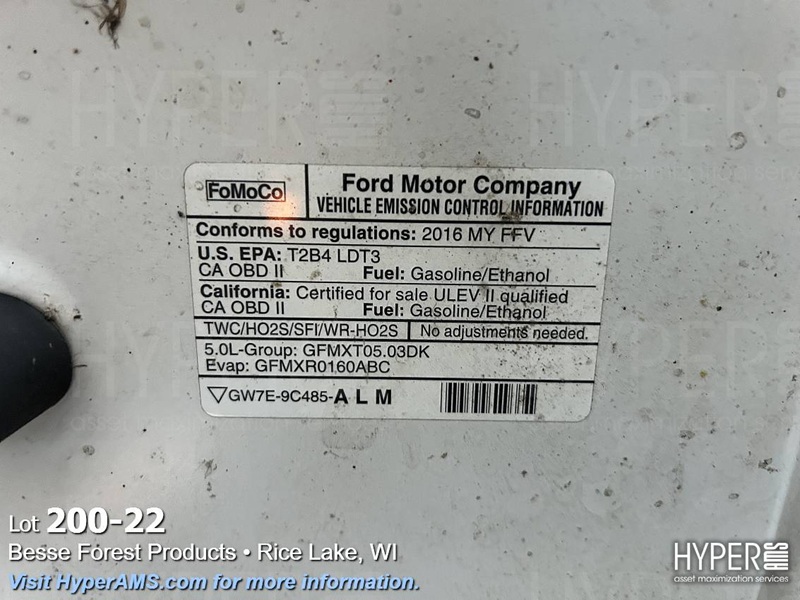 FoMoCo
Ford Motor Company
VEHICLE EMISSION CONTROL INFORMATION
Conforms to regulations: 2016 MY FFV
U.S. EPA: T2B4 LDT3
CA OBD II Fuel: Gasoline/Ethanol
California: Certified for sale ULEV II qualified
CA OBD II Fuel: Gasoline/Ethanol
TWC/HO2S/SFI/WR-HO2S No adjustments needed.
5.0L-Group: GFMXT05.03DK
Evap: GFMXR0160ABC
GW7E-9C485-A L M
Lot 200-22
Besse Forest Products • Rice Lake, WI
Visit HyperAMS.com for more information.
HYPERAMS
asset maximization services